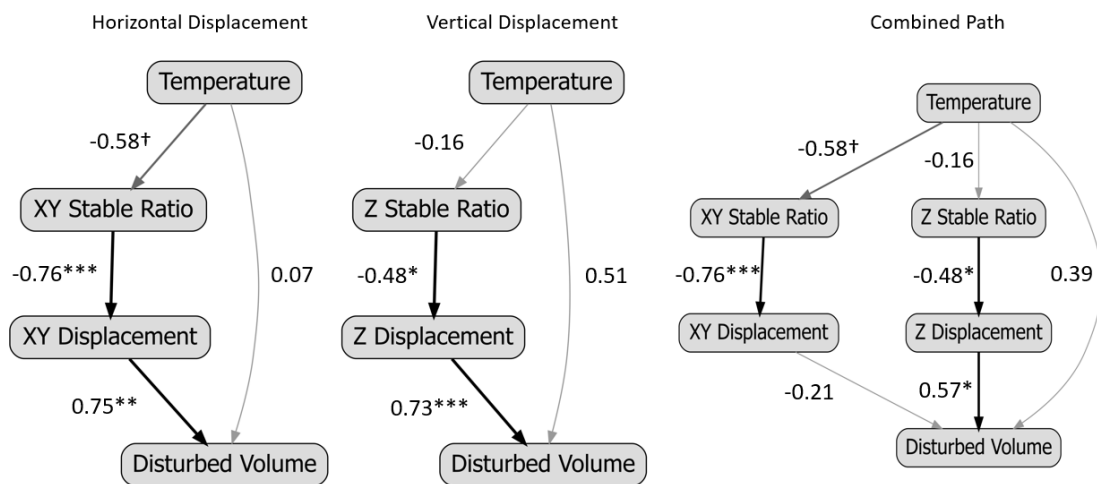 Horizontal Displacement
Temperature
-0.58†
XY Stable Ratio
-0.76***
0.07
XY Displacement
0.75**
Disturbed Volume
Vertical Displacement
Temperature
-0.16
Z Stable Ratio
-0.48*
0.51
Z Displacement
0.73***
Disturbed Volume
Combined Path
Temperature
-0.58†
-0.16
XY Stable Ratio
Z Stable Ratio
-0.76***
-0.48*
0.39
XY Displacement
Z Displacement
-0.21
0.57*
Disturbed Volume